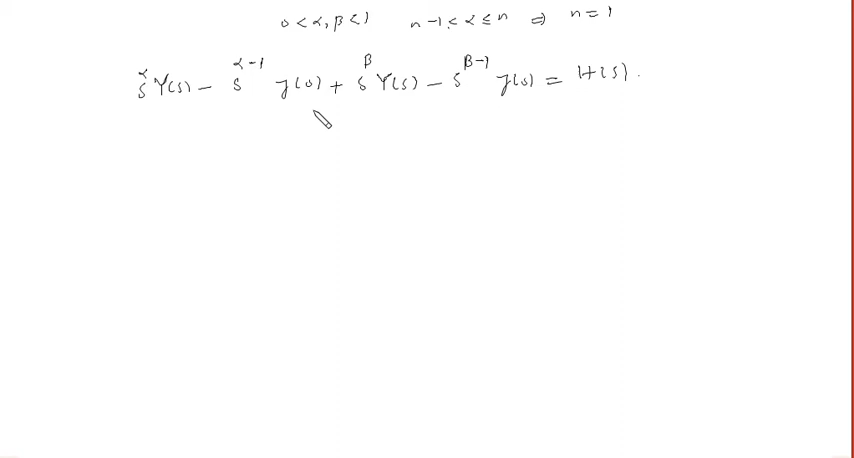 0 < α, β < 1 n-1 < α ≤ n ⇒ n = 1
s^α Y(s) - s^{α-1} y(0) + s^β Y(s) - s^{β-1} y(0) = H(s).